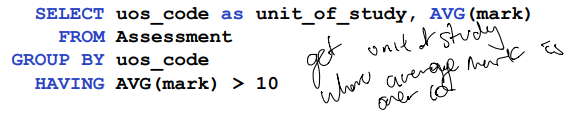 SELECT uos_code as unit_of_study, AVG(mark)
FROM Assessment
GROUP BY uos_code
HAVING AVG(mark) > 10
get unit of study
where average mark is
over 10